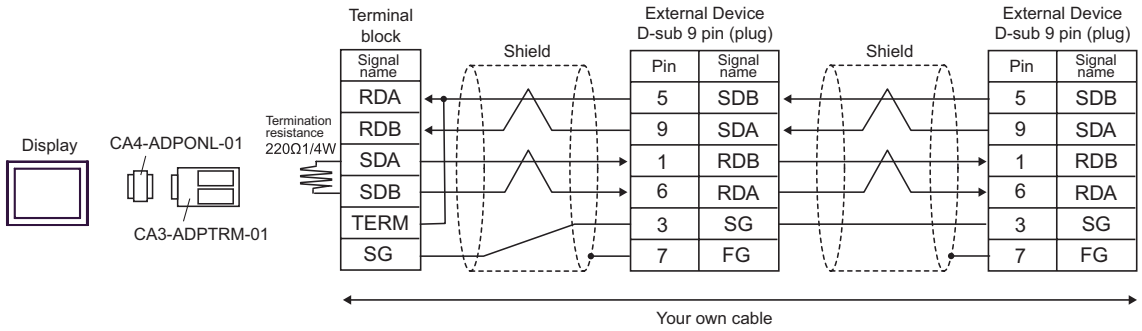 Terminal block
External Device
D-sub 9 pin (plug)
External Device
D-sub 9 pin (plug)
Shield
Shield
Signal name
Pin
Signal name
Pin
Signal name
RDA
5
SDB
5
SDB
RDB
9
SDA
9
SDA
SDA
1
RDB
1
RDB
SDB
6
RDA
6
RDA
TERM
3
SG
3
SG
SG
7
FG
7
FG
Termination
resistance
220Ω1/4W
Display
CA4-ADPONL-01
CA3-ADPTRM-01
Your own cable